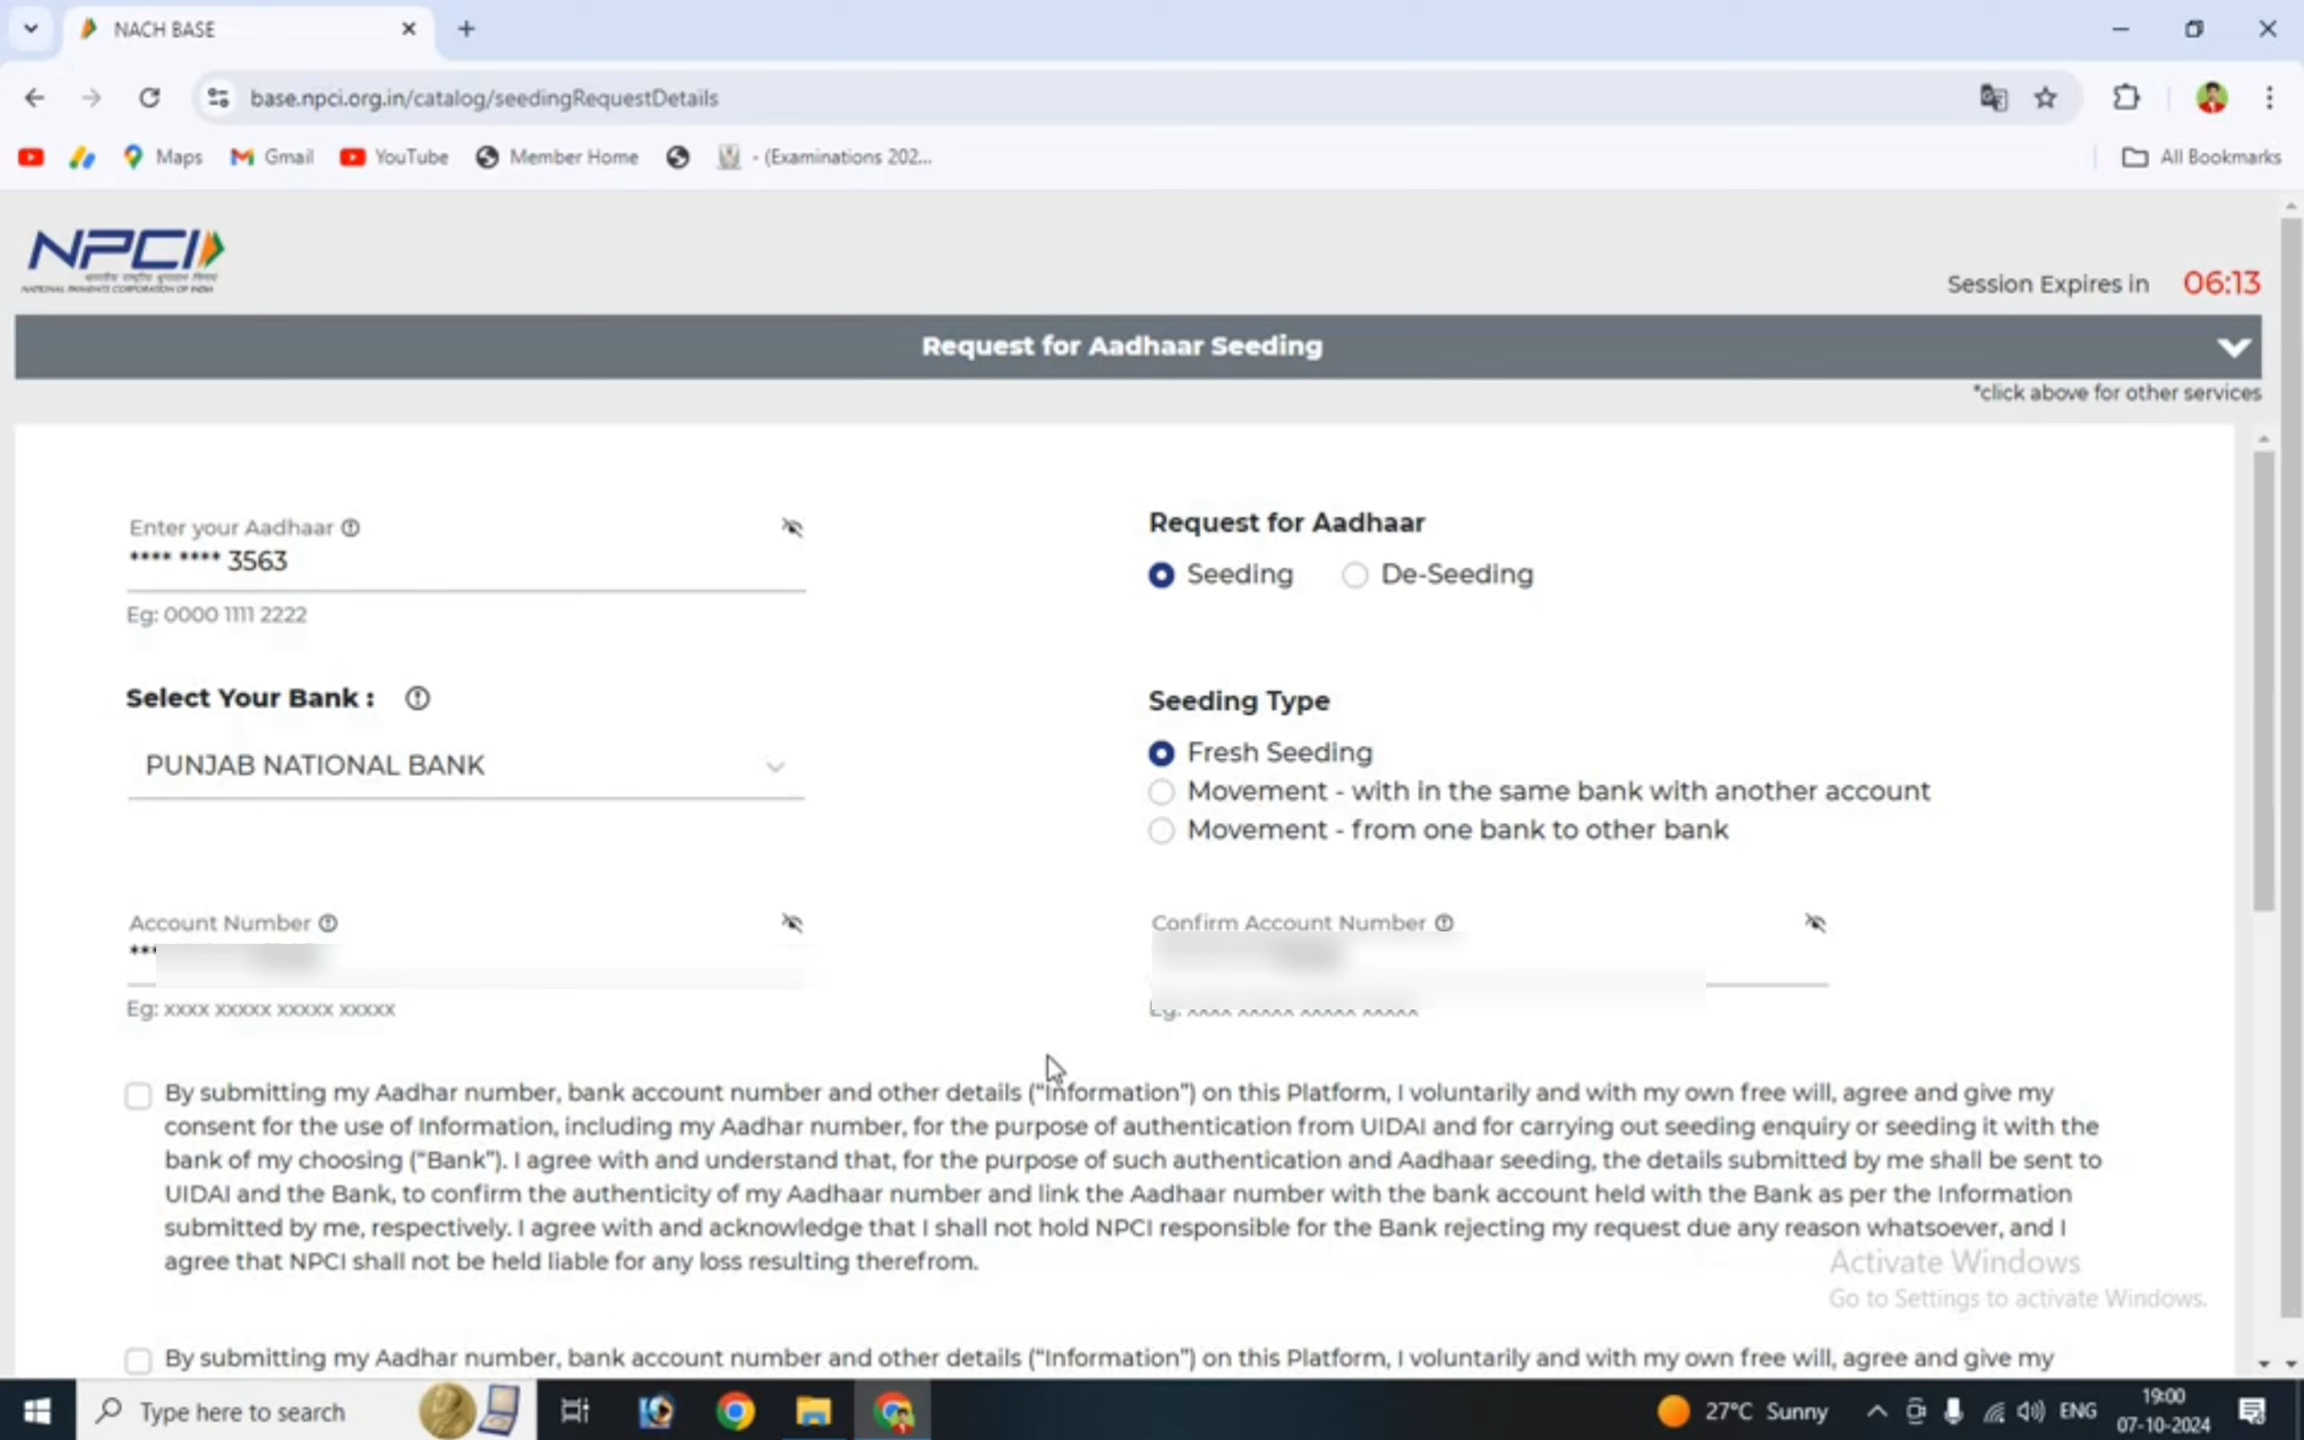 NACH BASE
base.npci.org.in/catalog/seedingRequestDetails
Maps Gmail YouTube Member Home - (Examinations 202... All Bookmarks
NPCI
NATIONAL PAYMENTS CORPORATION OF INDIA
Session Expires in 06:13
Request for Aadhaar Seeding
*click above for other services
Enter your Aadhaar
**** **** 3563
Eg: 0000 1111 2222
Request for Aadhaar
Seeding De-Seeding
Select Your Bank :
PUNJAB NATIONAL BANK
Seeding Type
Fresh Seeding
Movement - with in the same bank with another account
Movement - from one bank to other bank
Account Number
***
Eg: xxxx xxxxx xxxxx xxxxx
Confirm Account Number
Eg: xxxx xxxxx xxxxx xxxxx
By submitting my Aadhar number, bank account number and other details (“Information”) on this Platform, I voluntarily and with my own free will, agree and give my
consent for the use of Information, including my Aadhar number, for the purpose of authentication from UIDAI and for carrying out seeding enquiry or seeding it with the
bank of my choosing (“Bank”). I agree with and understand that, for the purpose of such authentication and Aadhaar seeding, the details submitted by me shall be sent to
UIDAI and the Bank, to confirm the authenticity of my Aadhaar number and link the Aadhaar number with the bank account held with the Bank as per the Information
submitted by me, respectively. I agree with and acknowledge that I shall not hold NPCI responsible for the Bank rejecting my request due any reason whatsoever, and I
agree that NPCI shall not be held liable for any loss resulting therefrom.
Activate Windows
Go to Settings to activate Windows.
By submitting my Aadhar number, bank account number and other details (“Information”) on this Platform, I voluntarily and with my own free will, agree and give my
Type here to search
27°C Sunny
ENG
19:00
07-10-2024